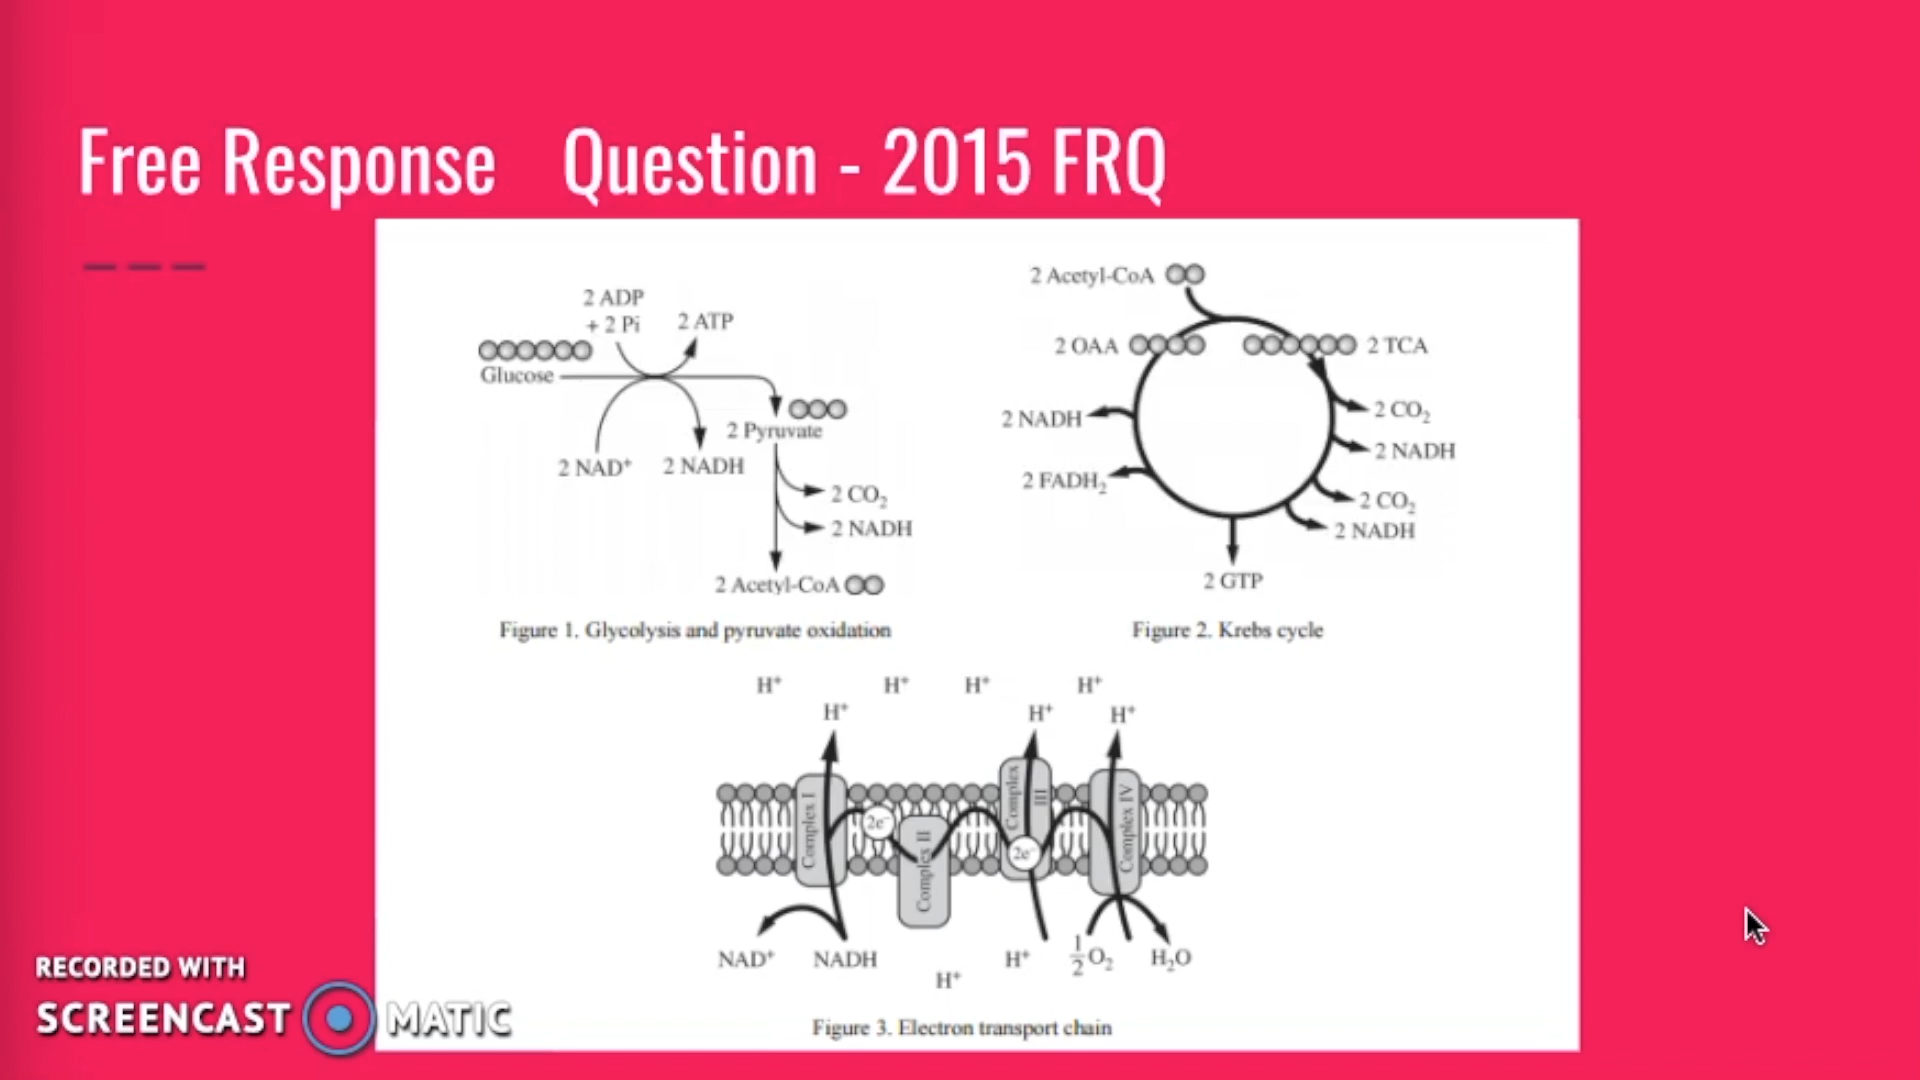 Free Response Question - 2015 FRQ
2 ADP
+ 2 Pi
2 ATP
Glucose
2 Pyruvate
2 NAD⁺
2 NADH
2 CO₂
2 NADH
2 Acetyl-CoA
Figure 1. Glycolysis and pyruvate oxidation
2 Acetyl-CoA
2 OAA
2 TCA
2 NADH
2 CO₂
2 NADH
2 FADH₂
2 CO₂
2 NADH
2 GTP
Figure 2. Krebs cycle
H⁺ H⁺ H⁺ H⁺
H⁺ H⁺ H⁺
Complex I
2e⁻
Complex II
Complex III
2e⁻
Complex IV
NAD⁺ NADH H⁺ ½O₂ H₂O
H⁺
Figure 3. Electron transport chain
RECORDED WITH
SCREENCAST MATIC